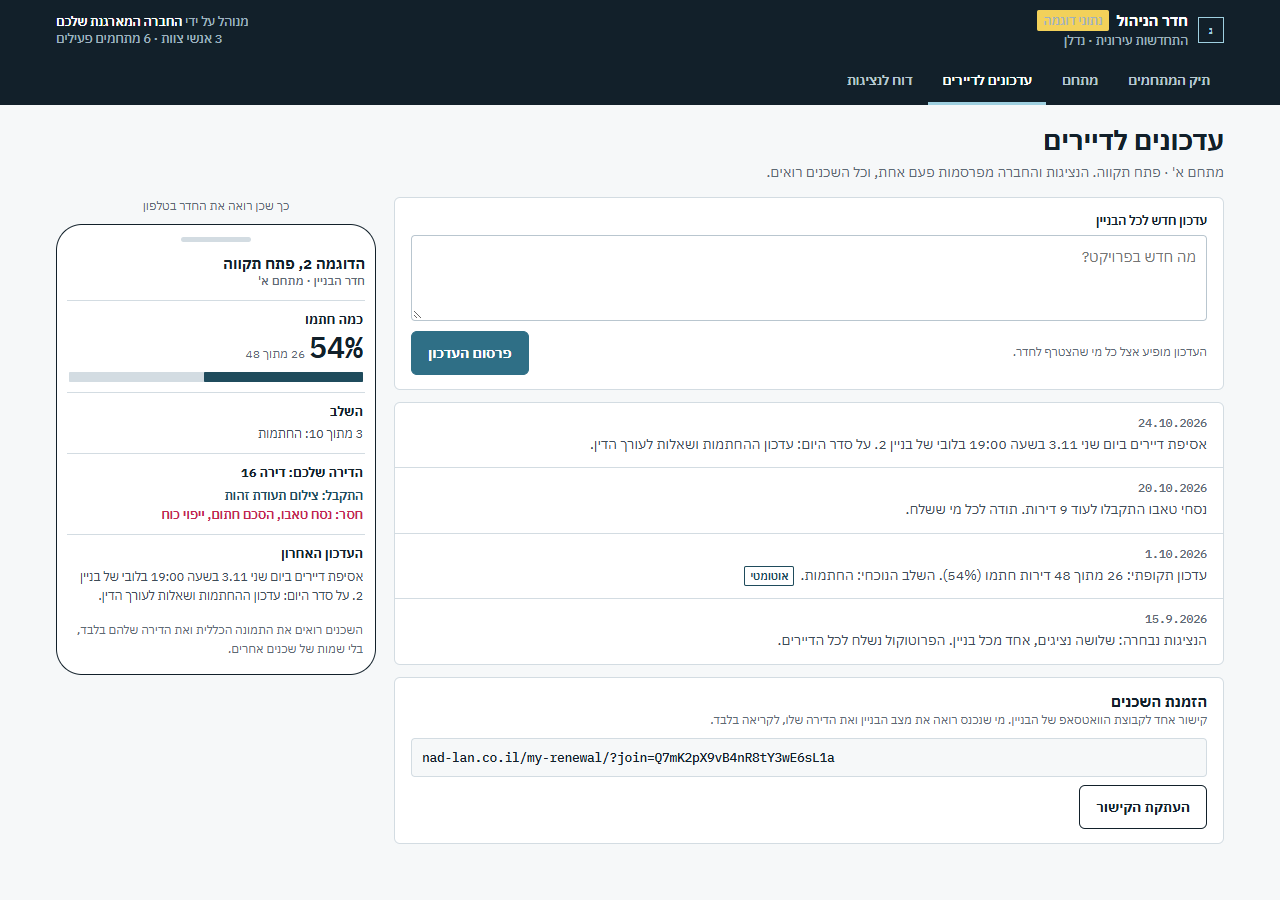 נ
חדר הניהול נתוני דוגמה
התחדשות עירונית · נדלן
מנוהל על ידי החברה המארגנת שלכם
3 אנשי צוות · 6 מתחמים פעילים
תיק המתחמים
מתחם
עדכונים לדיירים
דוח לנציגות
עדכונים לדיירים
מתחם א' · פתח תקווה. הנציגות והחברה מפרסמות פעם אחת, וכל השכנים רואים.
עדכון חדש לכל הבניין
מה חדש בפרויקט?
העדכון מופיע אצל כל מי שהצטרף לחדר.
פרסום העדכון
24.10.2026
אסיפת דיירים ביום שני 3.11 בשעה 19:00 בלובי של בניין 2. על סדר היום: עדכון ההחתמות ושאלות לעורך הדין.
20.10.2026
נסחי טאבו התקבלו לעוד 9 דירות. תודה לכל מי ששלח.
1.10.2026
עדכון תקופתי: 26 מתוך 48 דירות חתמו (54%). השלב הנוכחי: החתמות. אוטומטי
15.9.2026
הנציגות נבחרה: שלושה נציגים, אחד מכל בניין. הפרוטוקול נשלח לכל הדיירים.
הזמנת השכנים
קישור אחד לקבוצת הוואטסאפ של הבניין. מי שנכנס רואה את מצב הבניין ואת הדירה שלו, לקריאה בלבד.
nad-lan.co.il/my-renewal/?join=Q7mK2pX9vB4nR8tY3wE6sL1a
העתקת הקישור
כך שכן רואה את החדר בטלפון
הדוגמה 2, פתח תקווה
חדר הבניין · מתחם א'
כמה חתמו
54% 26 מתוך 48
השלב
3 מתוך 10: החתמות
הדירה שלכם: דירה 16
התקבל: צילום תעודת זהות
חסר: נסח טאבו, הסכם חתום, ייפוי כוח
העדכון האחרון
אסיפת דיירים ביום שני 3.11 בשעה 19:00 בלובי של בניין
2. על סדר היום: עדכון ההחתמות ושאלות לעורך הדין.
השכנים רואים את התמונה הכללית ואת הדירה שלהם בלבד,
בלי שמות של שכנים אחרים.